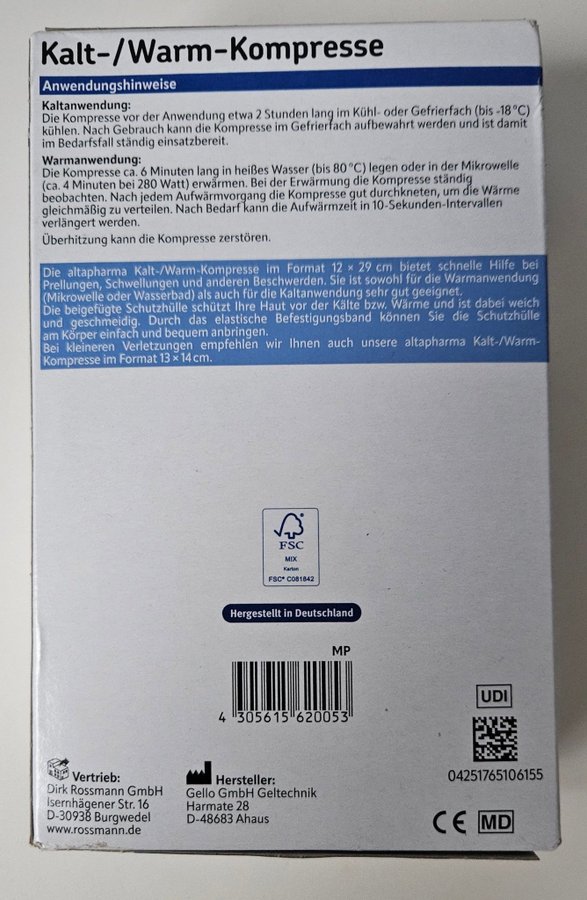 Kalt-/Warm-Kompresse
Anwendungshinweise
Kaltanwendung:
Die Kompresse vor der Anwendung etwa 2 Stunden lang im Kühl- oder Gefrierfach (bis -18°C)
kühlen. Nach Gebrauch kann die Kompresse im Gefrierfach aufbewahrt werden und ist damit
im Bedarfsfall ständig einsatzbereit.
Warmanwendung:
Die Kompresse ca. 6 Minuten lang in heißes Wasser (bis 80°C) legen oder in der Mikrowelle
(ca. 4 Minuten bei 280 Watt) erwärmen. Bei der Erwärmung die Kompresse ständig
beobachten. Nach jedem Aufwärmvorgang die Kompresse gut durchkneten, um die Wärme
gleichmäßig zu verteilen. Nach Bedarf kann die Aufwärmzeit in 10-Sekunden-Intervallen
verlängert werden.
Überhitzung kann die Kompresse zerstören.
Die altapharma Kalt-/Warm-Kompresse im Format 12 × 29 cm bietet schnelle Hilfe bei
Prellungen, Schwellungen und anderen Beschwerden. Sie ist sowohl für die Warmanwendung
(Mikrowelle oder Wasserbad) als auch für die Kaltanwendung sehr gut geeignet.
Die beigefügte Schutzhülle schützt Ihre Haut vor der Kälte bzw. Wärme und ist dabei weich
und geschmeidig. Durch das elastische Befestigungsband können Sie die Schutzhülle
am Körper einfach und bequem anbringen.
Bei kleineren Verletzungen empfehlen wir Ihnen auch unsere altapharma Kalt-/Warm-
Kompresse im Format 13 × 14 cm.
FSC
MIX
Karton
FSC® C081842
Hergestellt in Deutschland
MP
4 305615 620053
UDI
04251765106155
Vertrieb:
Dirk Rossmann GmbH
Isernhägener Str. 16
D-30938 Burgwedel
www.rossmann.de
Hersteller:
Gello GmbH Geltechnik
Harmate 28
D-48683 Ahaus
CE MD